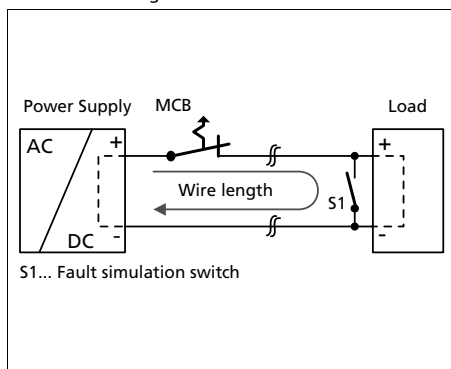 Power Supply MCB Load
AC + +
Wire length
S1
DC - -
S1... Fault simulation switch